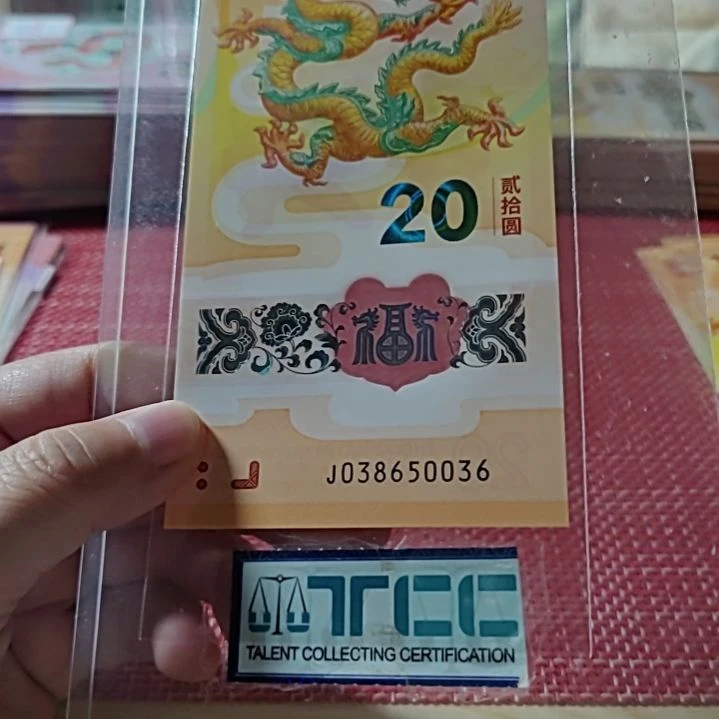 20
贰拾圆
福
J038650036
TCC
TALENT COLLECTING CERTIFICATION